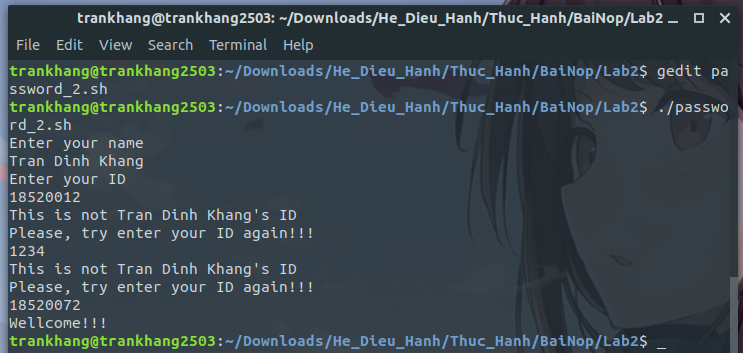 trankhang@trankhang2503: ~/Downloads/He_Dieu_Hanh/Thuc_Hanh/BaiNop/Lab2
File Edit View Search Terminal Help
trankhang@trankhang2503:~/Downloads/He_Dieu_Hanh/Thuc_Hanh/BaiNop/Lab2$ gedit pa
ssword_2.sh
trankhang@trankhang2503:~/Downloads/He_Dieu_Hanh/Thuc_Hanh/BaiNop/Lab2$ ./passwo
rd_2.sh
Enter your name
Tran Dinh Khang
Enter your ID
18520012
This is not Tran Dinh Khang's ID
Please, try enter your ID again!!!
1234
This is not Tran Dinh Khang's ID
Please, try enter your ID again!!!
18520072
Wellcome!!!
trankhang@trankhang2503:~/Downloads/He_Dieu_Hanh/Thuc_Hanh/BaiNop/Lab2$ _